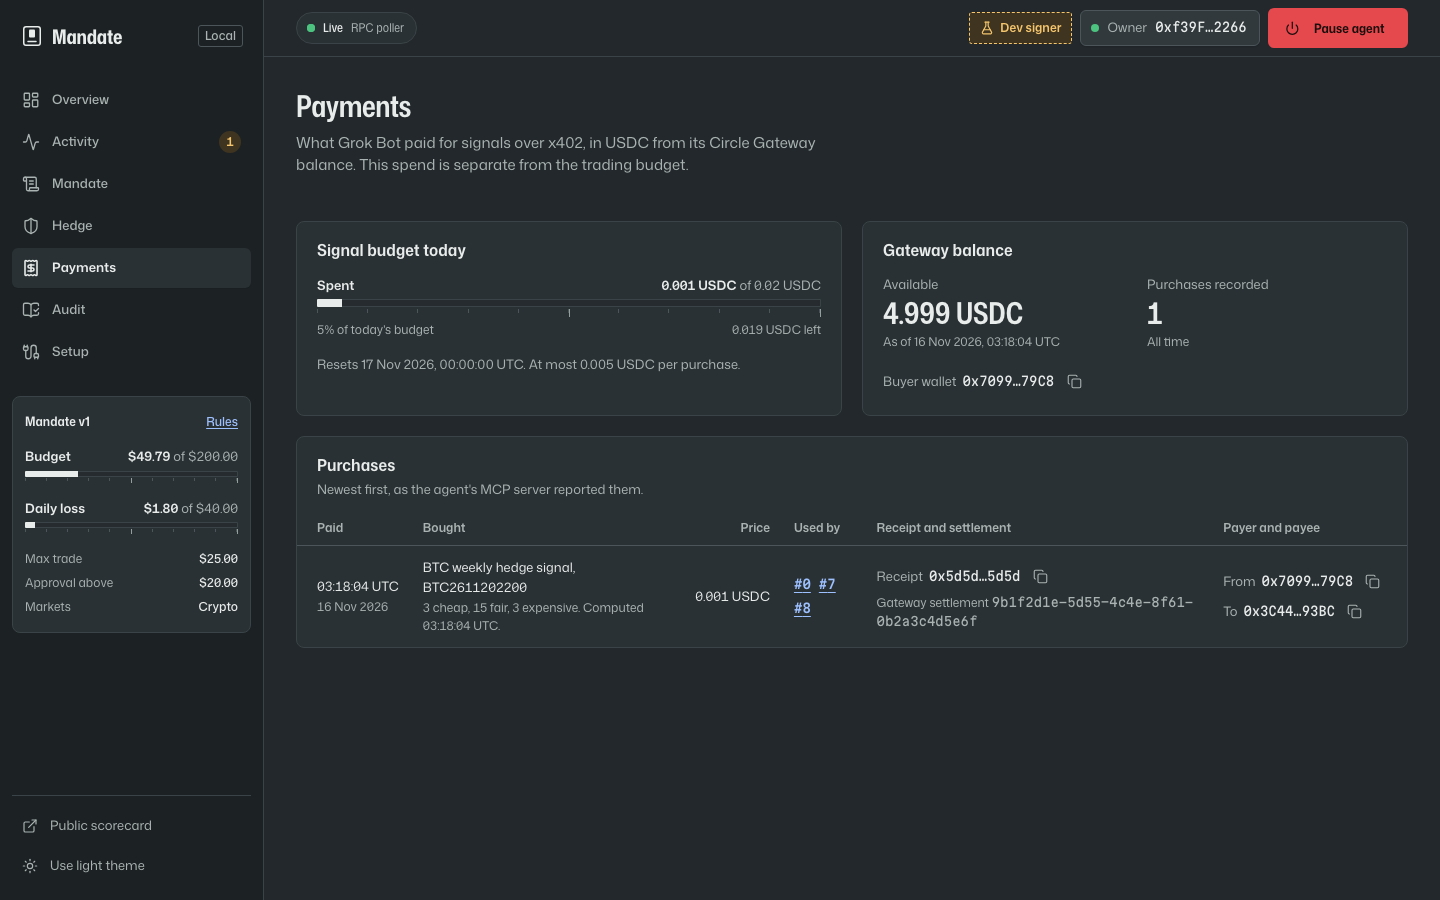 Mandate
Local
Overview
Activity
1
Mandate
Hedge
Payments
Audit
Setup
Mandate v1
Rules
Budget
$49.79 of $200.00
Daily loss
$1.80 of $40.00
Max trade
$25.00
Approval above
$20.00
Markets
Crypto
Public scorecard
Use light theme
Live RPC poller
Dev signer
Owner 0xf39F…2266
Pause agent
Payments
What Grok Bot paid for signals over x402, in USDC from its Circle Gateway
balance. This spend is separate from the trading budget.
Signal budget today
Spent
0.001 USDC of 0.02 USDC
5% of today's budget
0.019 USDC left
Resets 17 Nov 2026, 00:00:00 UTC. At most 0.005 USDC per purchase.
Gateway balance
Available
4.999 USDC
As of 16 Nov 2026, 03:18:04 UTC
Purchases recorded
1
All time
Buyer wallet 0x7099…79C8
Purchases
Newest first, as the agent's MCP server reported them.
Paid
Bought
Price
Used by
Receipt and settlement
Payer and payee
03:18:04 UTC
16 Nov 2026
BTC weekly hedge signal,
BTC2611202200
3 cheap, 15 fair, 3 expensive. Computed
03:18:04 UTC.
0.001 USDC
#0 #7
#8
Receipt 0x5d5d…5d5d
Gateway settlement 9b1f2d1e-5d55-4c4e-8f61-
0b2a3c4d5e6f
From 0x7099…79C8
To 0x3C44…93BC